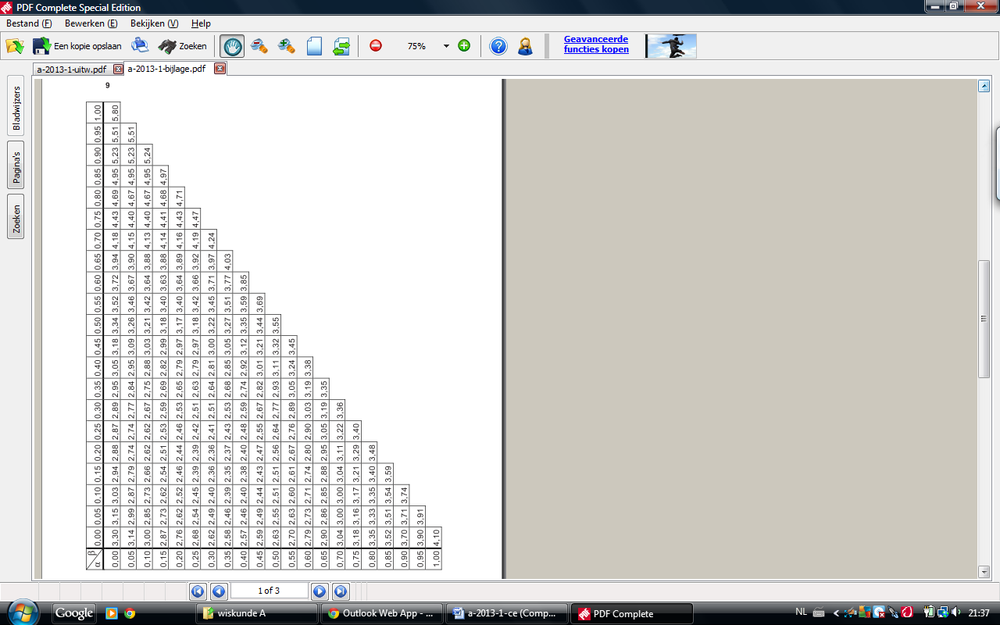 PDF Complete Special Edition
Bestand (F) Bewerken (E) Bekijken (V) Help
Een kopie opslaan Zoeken 75% Geavanceerde
functies kopen
a-2013-1-uitw.pdf a-2013-1-bijlage.pdf
Bladwijzers
Pagina's
Zoeken
9
α β 0,00 0,05 0,10 0,15 0,20 0,25 0,30 0,35 0,40 0,45 0,50 0,55 0,60 0,65 0,70 0,75 0,80 0,85 0,90 0,95 1,00
0,00 3,30 3,15 3,03 2,94 2,88 2,87 2,89 2,95 3,05 3,18 3,34 3,52 3,72 3,94 4,18 4,43 4,69 4,95 5,23 5,51 5,80
0,05 3,14 2,99 2,87 2,79 2,74 2,74 2,77 2,84 2,95 3,09 3,26 3,46 3,67 3,90 4,15 4,40 4,67 4,95 5,23 5,51
0,10 3,00 2,85 2,73 2,66 2,62 2,62 2,67 2,75 2,88 3,03 3,21 3,42 3,64 3,88 4,13 4,40 4,67 4,95 5,24
0,15 2,87 2,73 2,62 2,54 2,51 2,53 2,59 2,69 2,82 2,99 3,18 3,40 3,63 3,88 4,14 4,41 4,68 4,97
0,20 2,76 2,62 2,52 2,46 2,44 2,46 2,53 2,65 2,79 2,97 3,17 3,40 3,64 3,89 4,16 4,43 4,71
0,25 2,68 2,54 2,45 2,39 2,39 2,42 2,51 2,63 2,79 2,97 3,18 3,42 3,66 3,92 4,19 4,47
0,30 2,62 2,49 2,40 2,36 2,36 2,41 2,51 2,64 2,81 3,00 3,22 3,45 3,71 3,97 4,24
0,35 2,58 2,46 2,39 2,35 2,37 2,43 2,53 2,68 2,85 3,05 3,27 3,51 3,77 4,03
0,40 2,57 2,46 2,40 2,38 2,40 2,48 2,59 2,74 2,92 3,12 3,35 3,59 3,85
0,45 2,59 2,49 2,44 2,43 2,47 2,55 2,67 2,82 3,01 3,21 3,44 3,69
0,50 2,63 2,55 2,51 2,51 2,56 2,64 2,77 2,93 3,11 3,32 3,55
0,55 2,70 2,63 2,60 2,61 2,67 2,76 2,89 3,05 3,24 3,45
0,60 2,79 2,73 2,71 2,74 2,80 2,90 3,03 3,19 3,38
0,65 2,90 2,86 2,85 2,88 2,95 3,05 3,19 3,35
0,70 3,04 3,00 3,00 3,04 3,11 3,22 3,36
0,75 3,18 3,16 3,17 3,21 3,29 3,40
0,80 3,35 3,33 3,35 3,40 3,48
0,85 3,52 3,51 3,54 3,59
0,90 3,70 3,71 3,74
0,95 3,90 3,91
1,00 4,10
1 of 3
Google wiskunde A Outlook Web App - ... a-2013-1-ce (Comp... PDF Complete NL 21:37